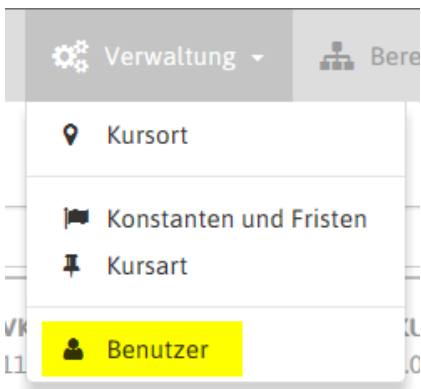 Verwaltung
Kursort
Konstanten und Fristen
Kursart
Benutzer